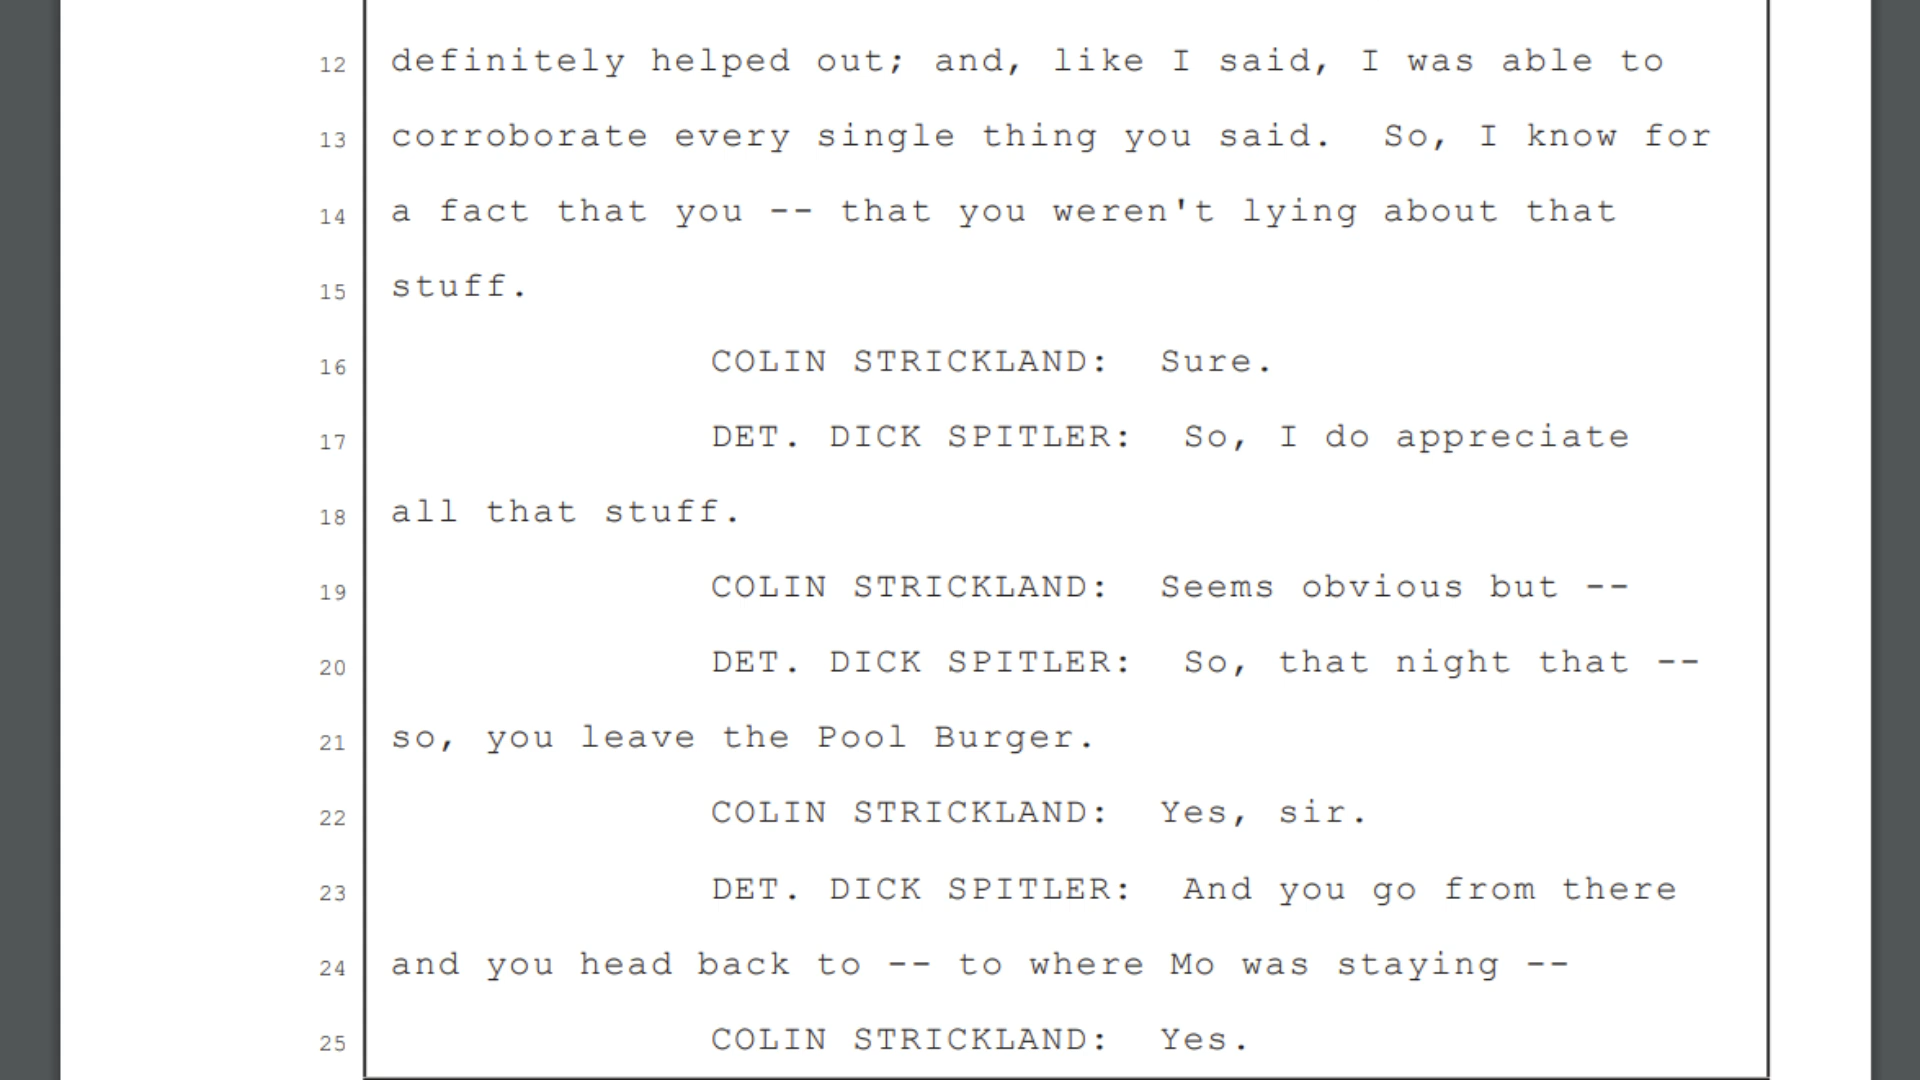 12 definitely helped out; and, like I said, I was able to
13 corroborate every single thing you said.  So, I know for
14 a fact that you -- that you weren't lying about that
15 stuff.
16 COLIN STRICKLAND:  Sure.
17 DET. DICK SPITLER:  So, I do appreciate
18 all that stuff.
19 COLIN STRICKLAND:  Seems obvious but --
20 DET. DICK SPITLER:  So, that night that --
21 so, you leave the Pool Burger.
22 COLIN STRICKLAND:  Yes, sir.
23 DET. DICK SPITLER:  And you go from there
24 and you head back to -- to where Mo was staying --
25 COLIN STRICKLAND:  Yes.